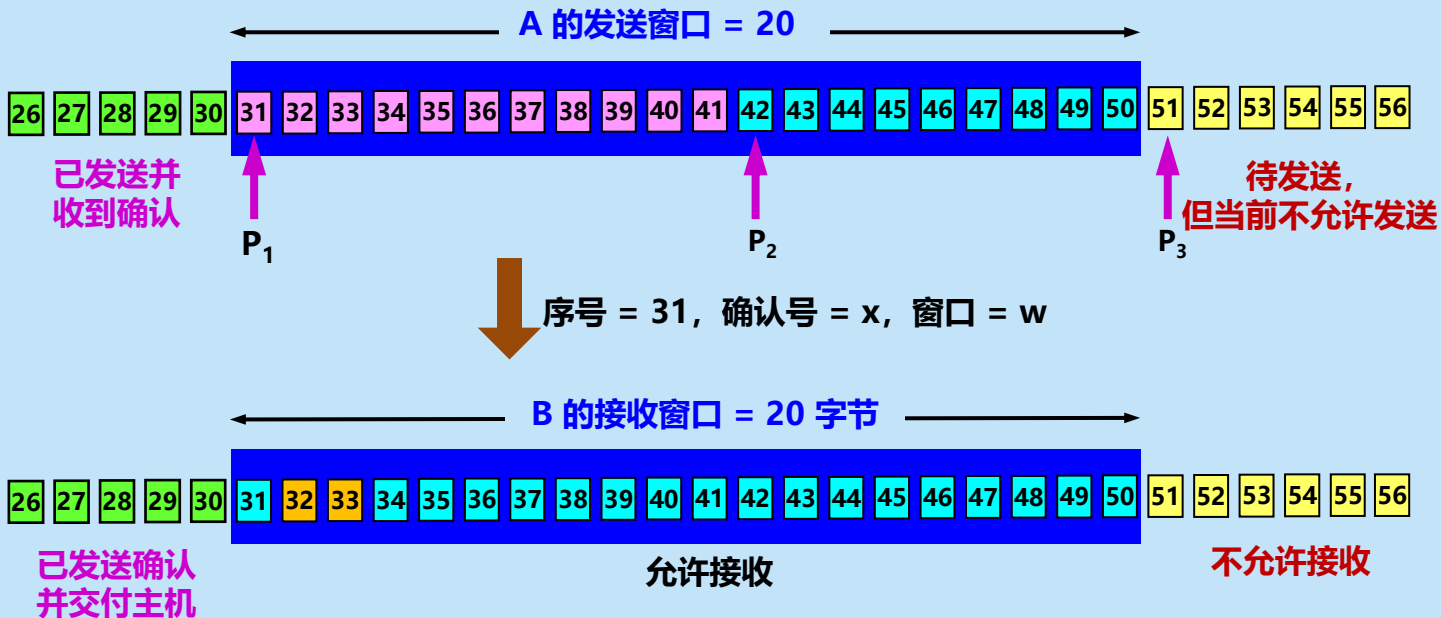 A 的发送窗口 = 20
26 27 28 29 30 31 32 33 34 35 36 37 38 39 40 41 42 43 44 45 46 47 48 49 50 51 52 53 54 55 56
已发送并
收到确认
待发送，
但当前不允许发送
P1
P2
P3
序号 = 31，确认号 = x，窗口 = w
B 的接收窗口 = 20 字节
26 27 28 29 30 31 32 33 34 35 36 37 38 39 40 41 42 43 44 45 46 47 48 49 50 51 52 53 54 55 56
已发送确认
并交付主机
允许接收
不允许接收